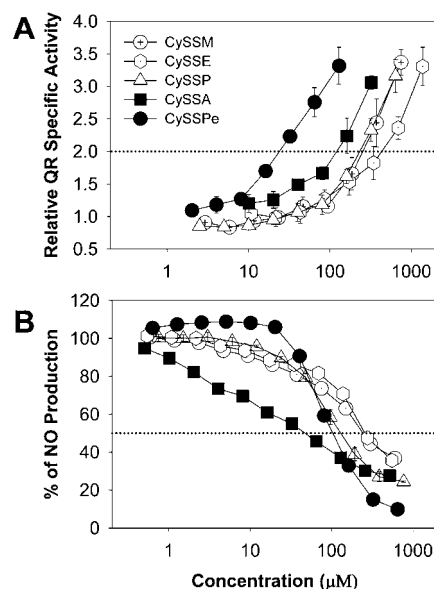 A
Relative QR Specific Activity
4.0
3.5
3.0
2.5
2.0
1.5
1.0
0.5
CySSM
CySSE
CySSP
CySSA
CySSPe
1 10 100 1000
B
% of NO Production
120
100
80
60
40
20
0
1 10 100 1000
Concentration (μM)